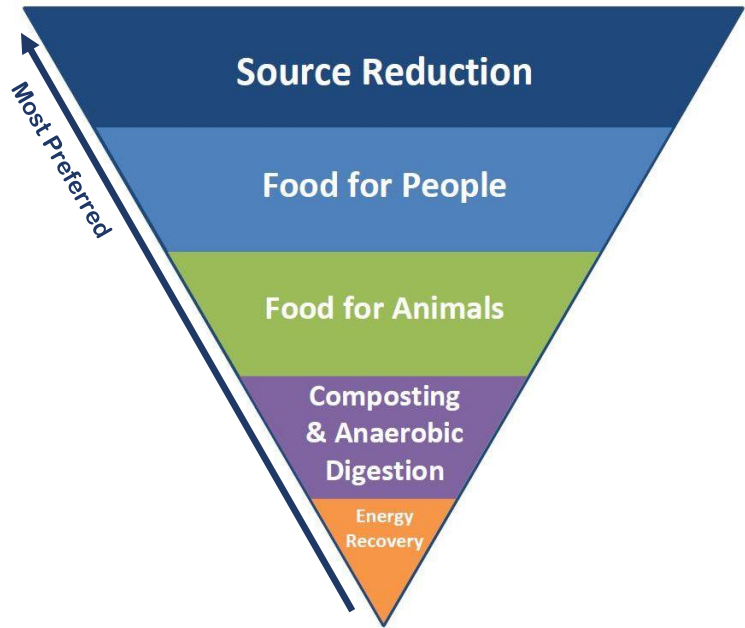 Source Reduction
Most Preferred
Food for People
Food for Animals
Composting
& Anaerobic
Digestion
Energy
Recovery